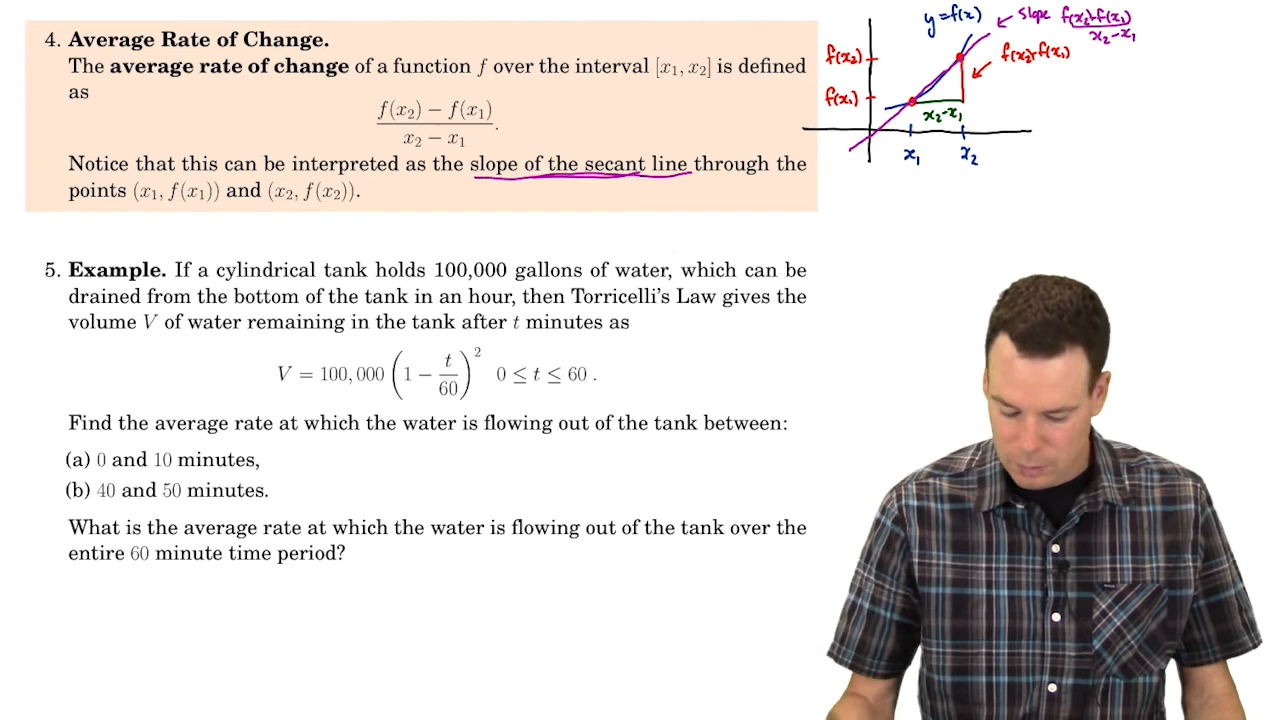 4. Average Rate of Change.
The average rate of change of a function f over the interval [x₁, x₂] is defined
as
f(x₂) − f(x₁)
x₂ − x₁ .
Notice that this can be interpreted as the slope of the secant line through the
points (x₁, f(x₁)) and (x₂, f(x₂)).
y=f(x)
slope f(x₂)-f(x₁)
x₂-x₁
f(x₂)
f(x₂)-f(x₁)
f(x₁)
x₂-x₁
x₁ x₂
5. Example. If a cylindrical tank holds 100,000 gallons of water, which can be
drained from the bottom of the tank in an hour, then Torricelli's Law gives the
volume V of water remaining in the tank after t minutes as
V = 100,000 (1 − t/60)² 0 ≤ t ≤ 60 .
Find the average rate at which the water is flowing out of the tank between:
(a) 0 and 10 minutes,
(b) 40 and 50 minutes.
What is the average rate at which the water is flowing out of the tank over the
entire 60 minute time period?